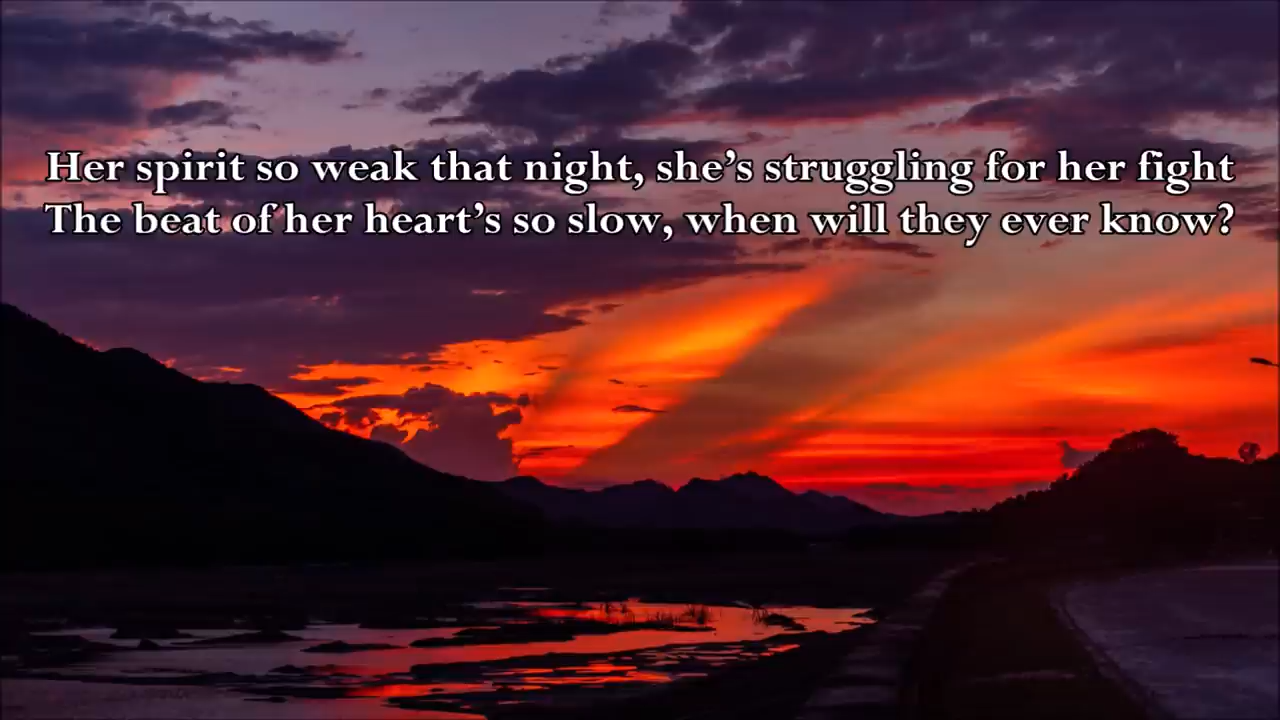 Her spirit so weak that night, she’s struggling for her fight
The beat of her heart’s so slow, when will they ever know?